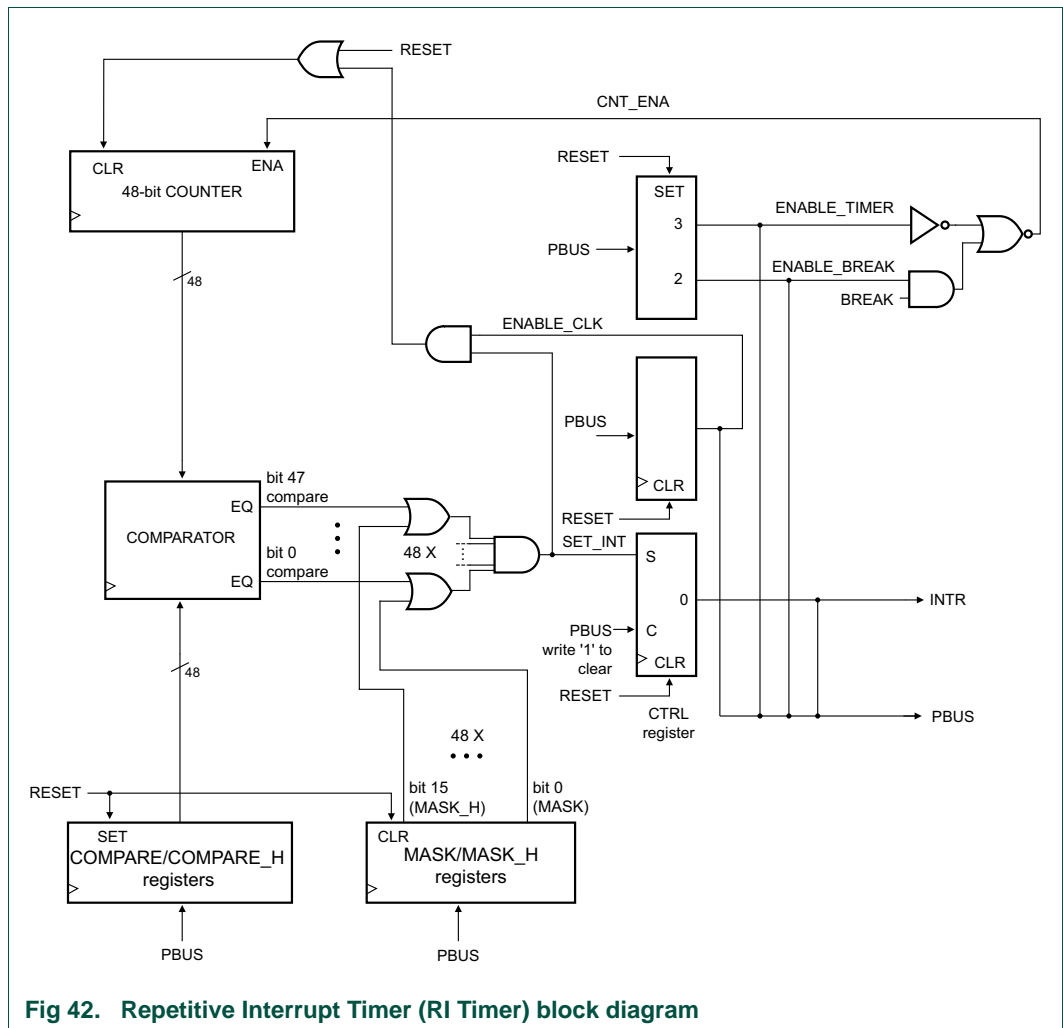 RESET
CNT_ENA
CLR
ENA
48-bit COUNTER
RESET
SET
3
ENABLE_TIMER
PBUS
2
ENABLE_BREAK
BREAK
48
ENABLE_CLK
PBUS
CLR
RESET
bit 47
compare
EQ
COMPARATOR
48 X
bit 0
compare
EQ
SET_INT
S
0
INTR
PBUS
write '1' to
clear
C
CLR
RESET
CTRL
register
PBUS
48
48 X
RESET
bit 15
(MASK_H)
bit 0
(MASK)
SET
COMPARE/COMPARE_H
registers
CLR
MASK/MASK_H
registers
PBUS
PBUS
Fig 42. Repetitive Interrupt Timer (RI Timer) block diagram